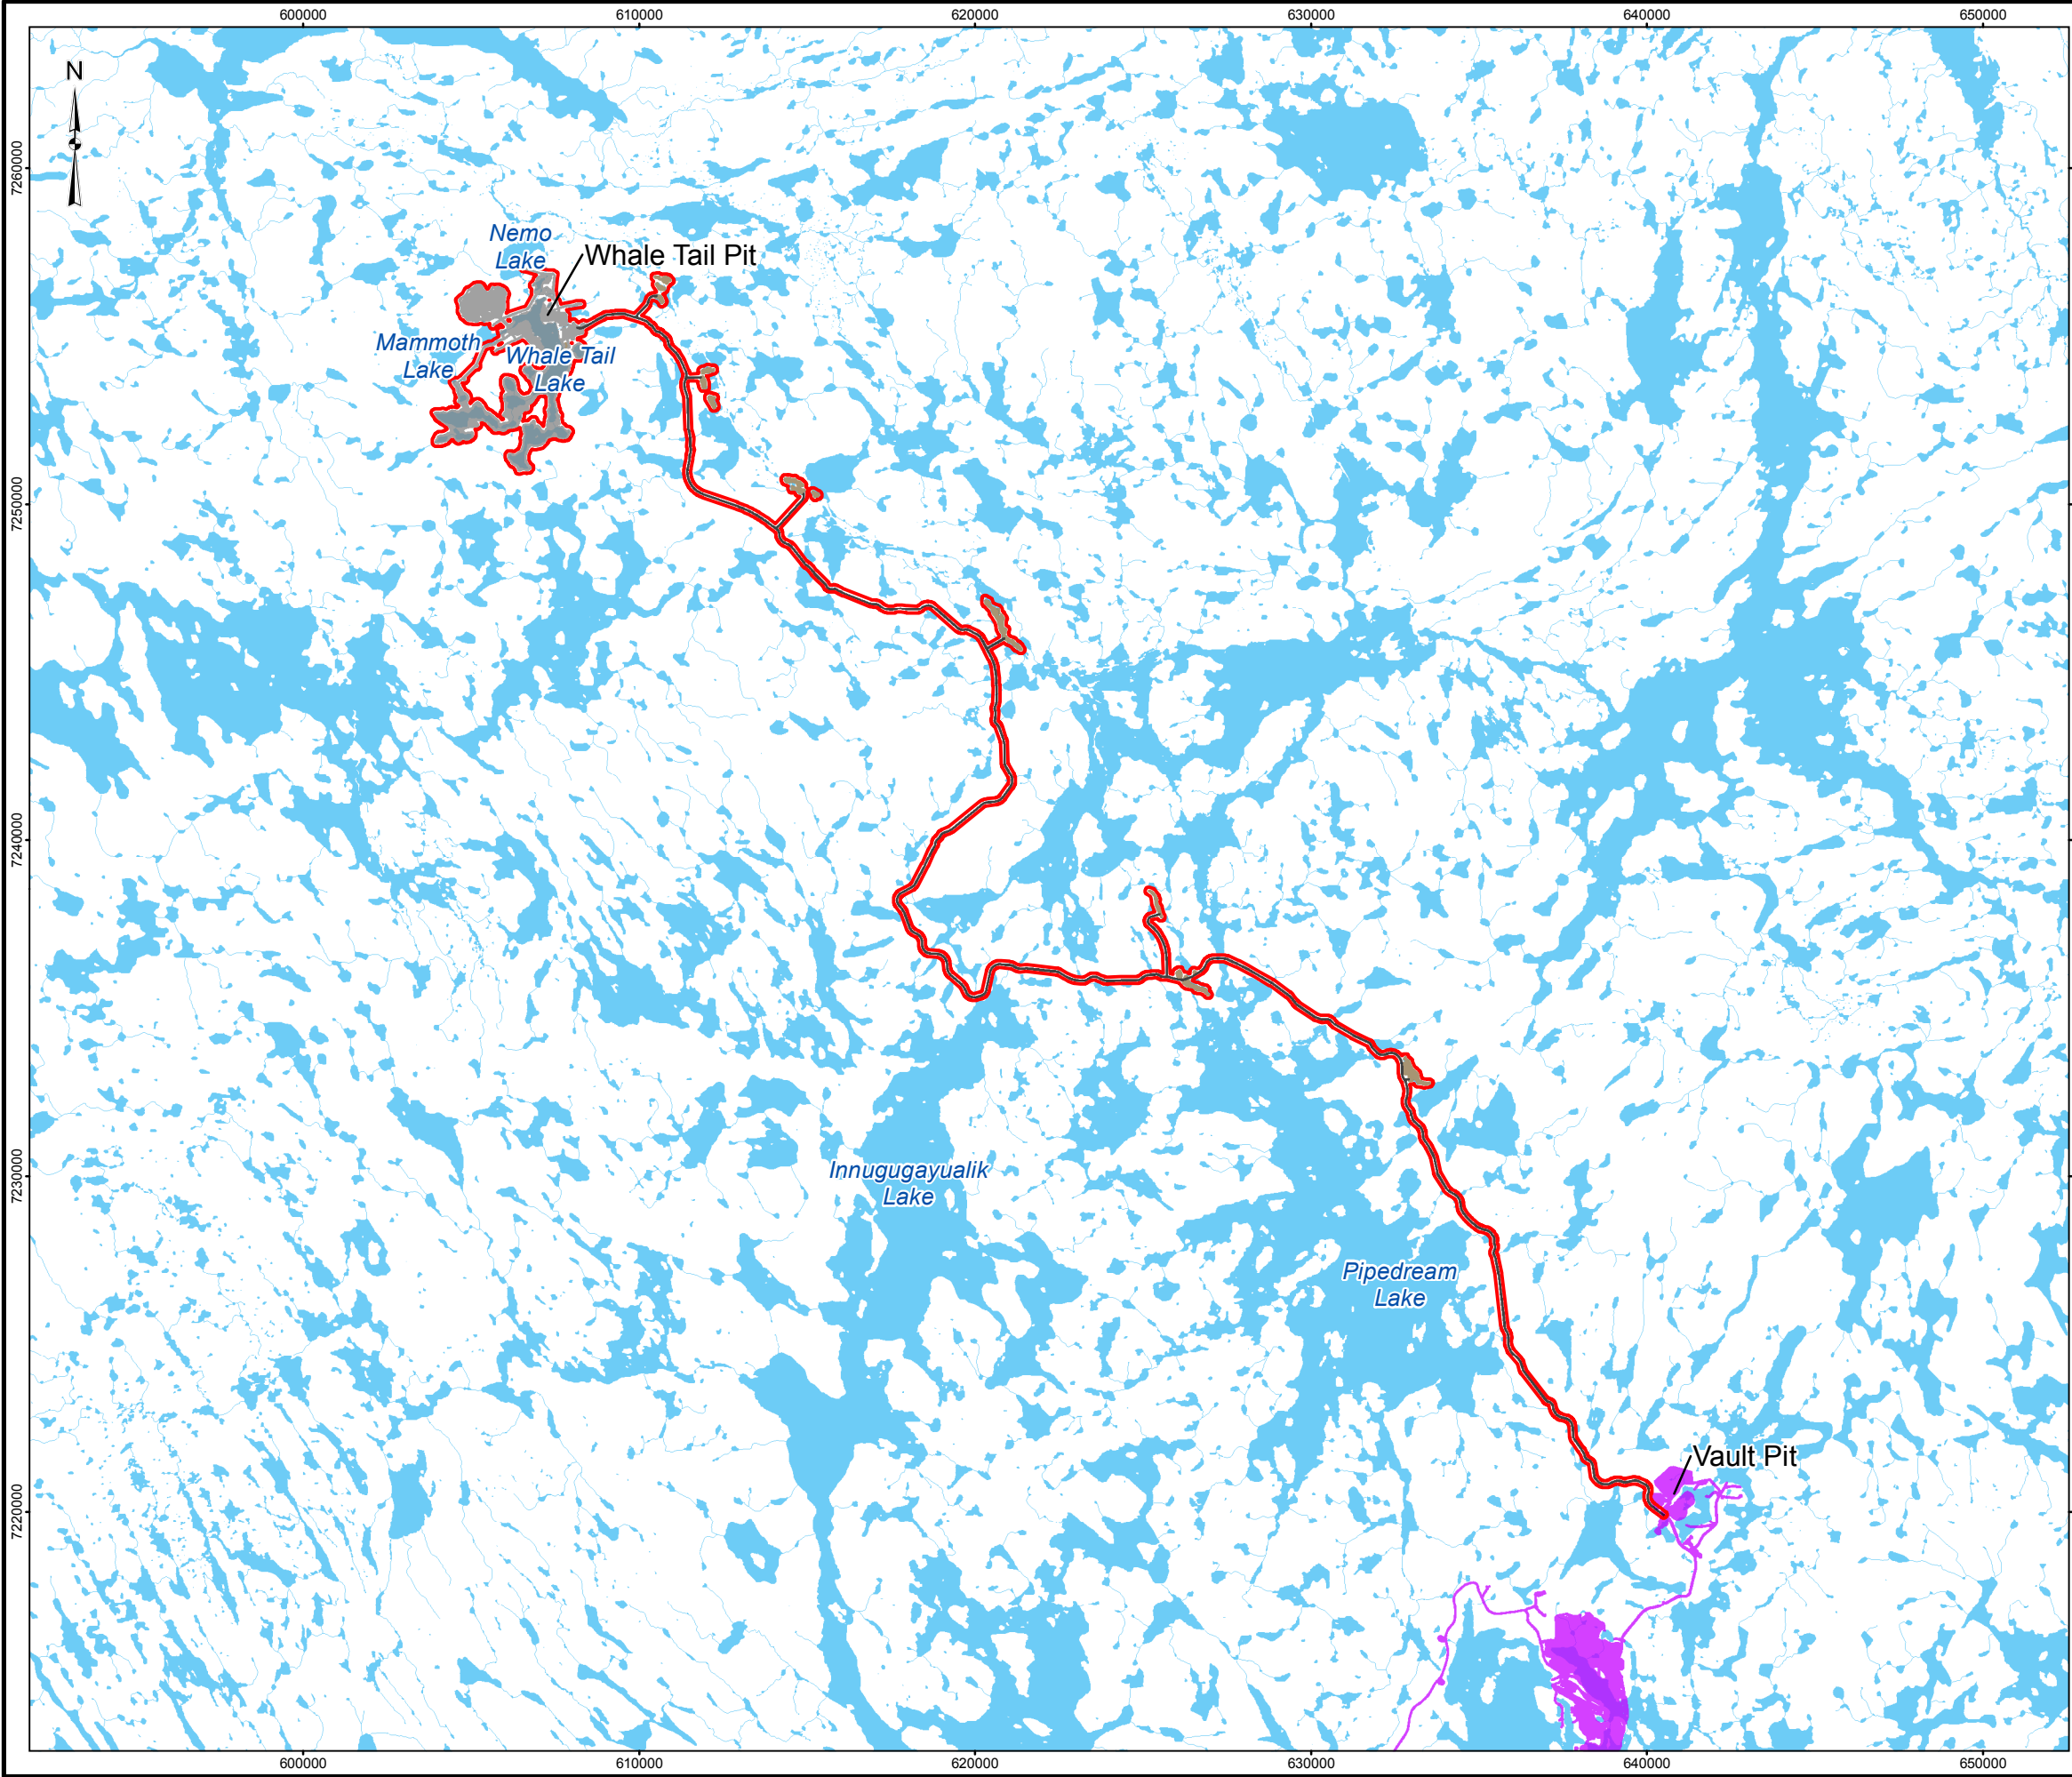 600000 610000 620000 630000 640000 650000
N
7260000
Nemo
Lake
Whale Tail Pit
Mammoth
Lake
Whale Tail
Lake
7250000
7240000
7230000
Innugugayualik
Lake
Pipedream
Lake
Vault Pit
7220000
600000 610000 620000 630000 640000 650000